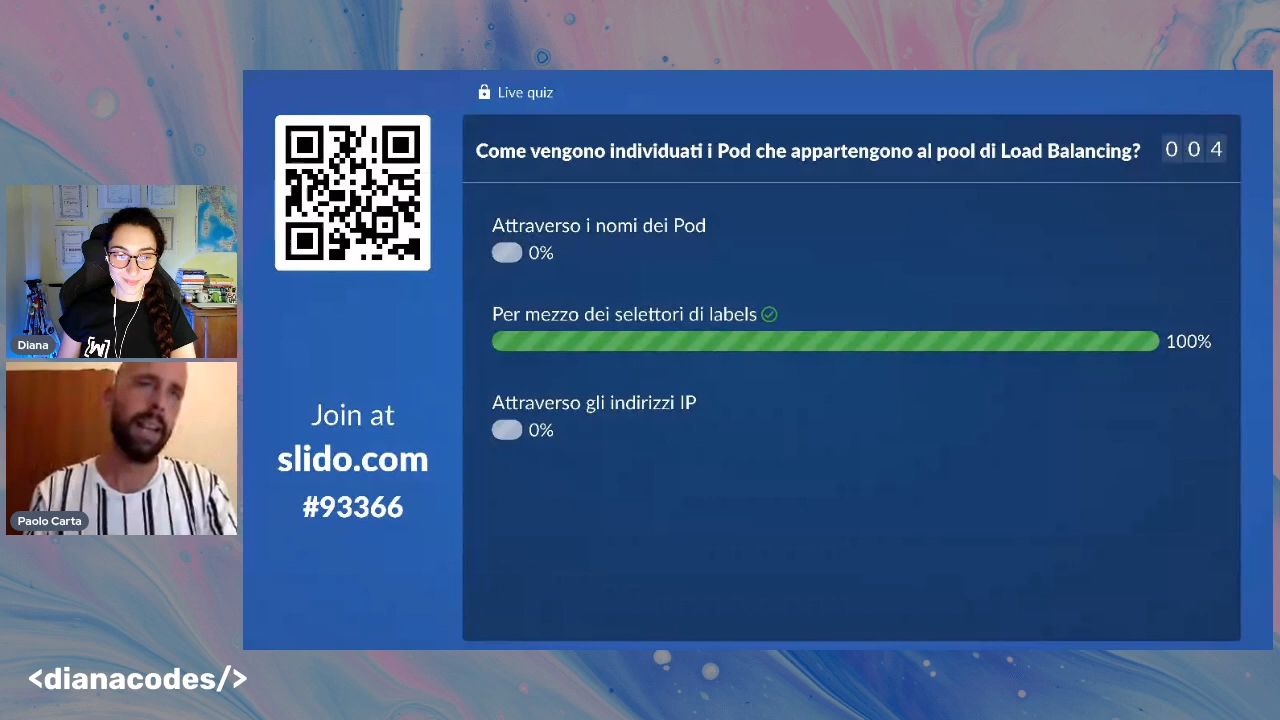 Live quiz
Come vengono individuati i Pod che appartengono al pool di Load Balancing?
0 0 4
Attraverso i nomi dei Pod
0%
Per mezzo dei selettori di labels
100%
Attraverso gli indirizzi IP
0%
Join at
slido.com
#93366
Diana
Paolo Carta
<dianacodes/>